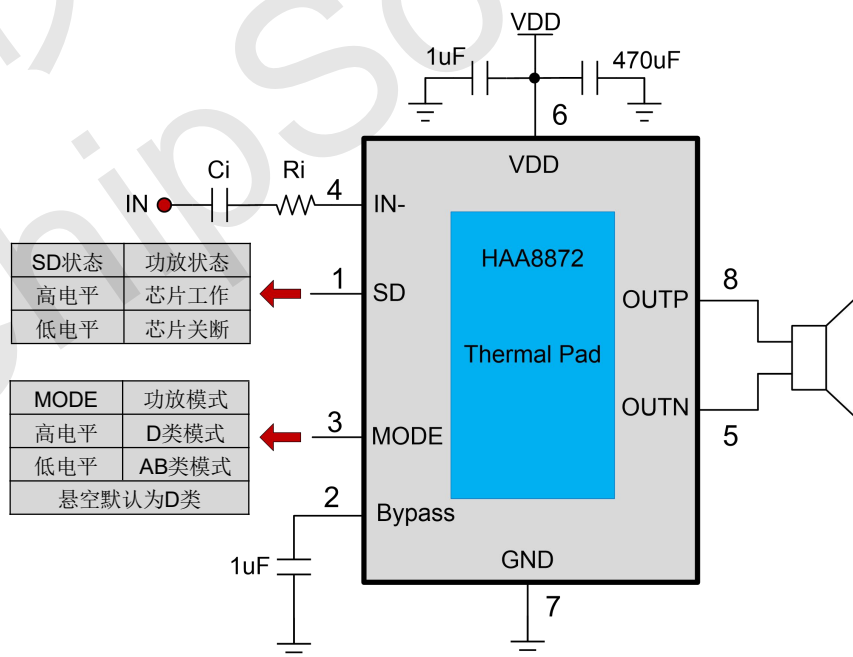 VDD
1uF
470uF
6
VDD
Ci
Ri
4
IN
IN-
HAA8872
SD状态 功放状态
高电平 芯片工作
低电平 芯片关断
1
SD
8
OUTP
Thermal Pad
MODE 功放模式
高电平 D类模式
低电平 AB类模式
悬空默认为D类
3
MODE
OUTN
5
2
Bypass
1uF
GND
7